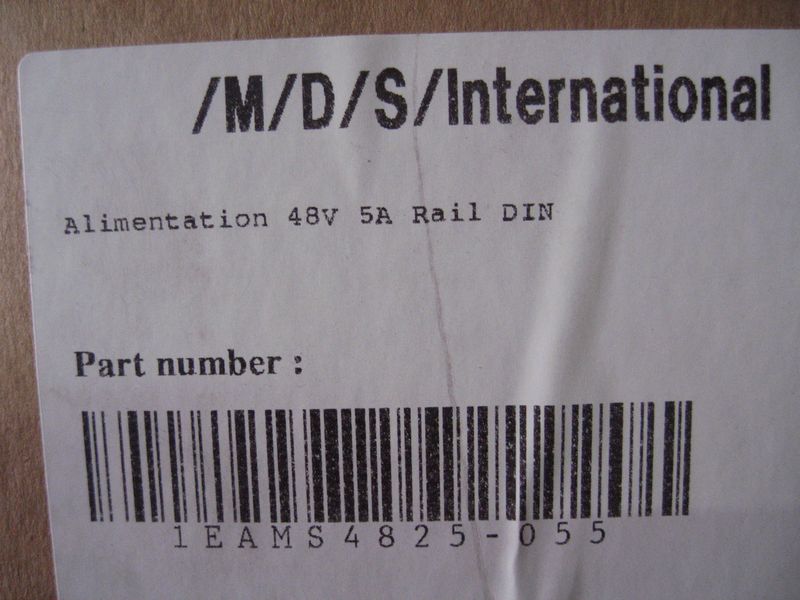 /M/D/S/International
Alimentation 48V 5A Rail DIN
Part number :
1EAMS4825-055